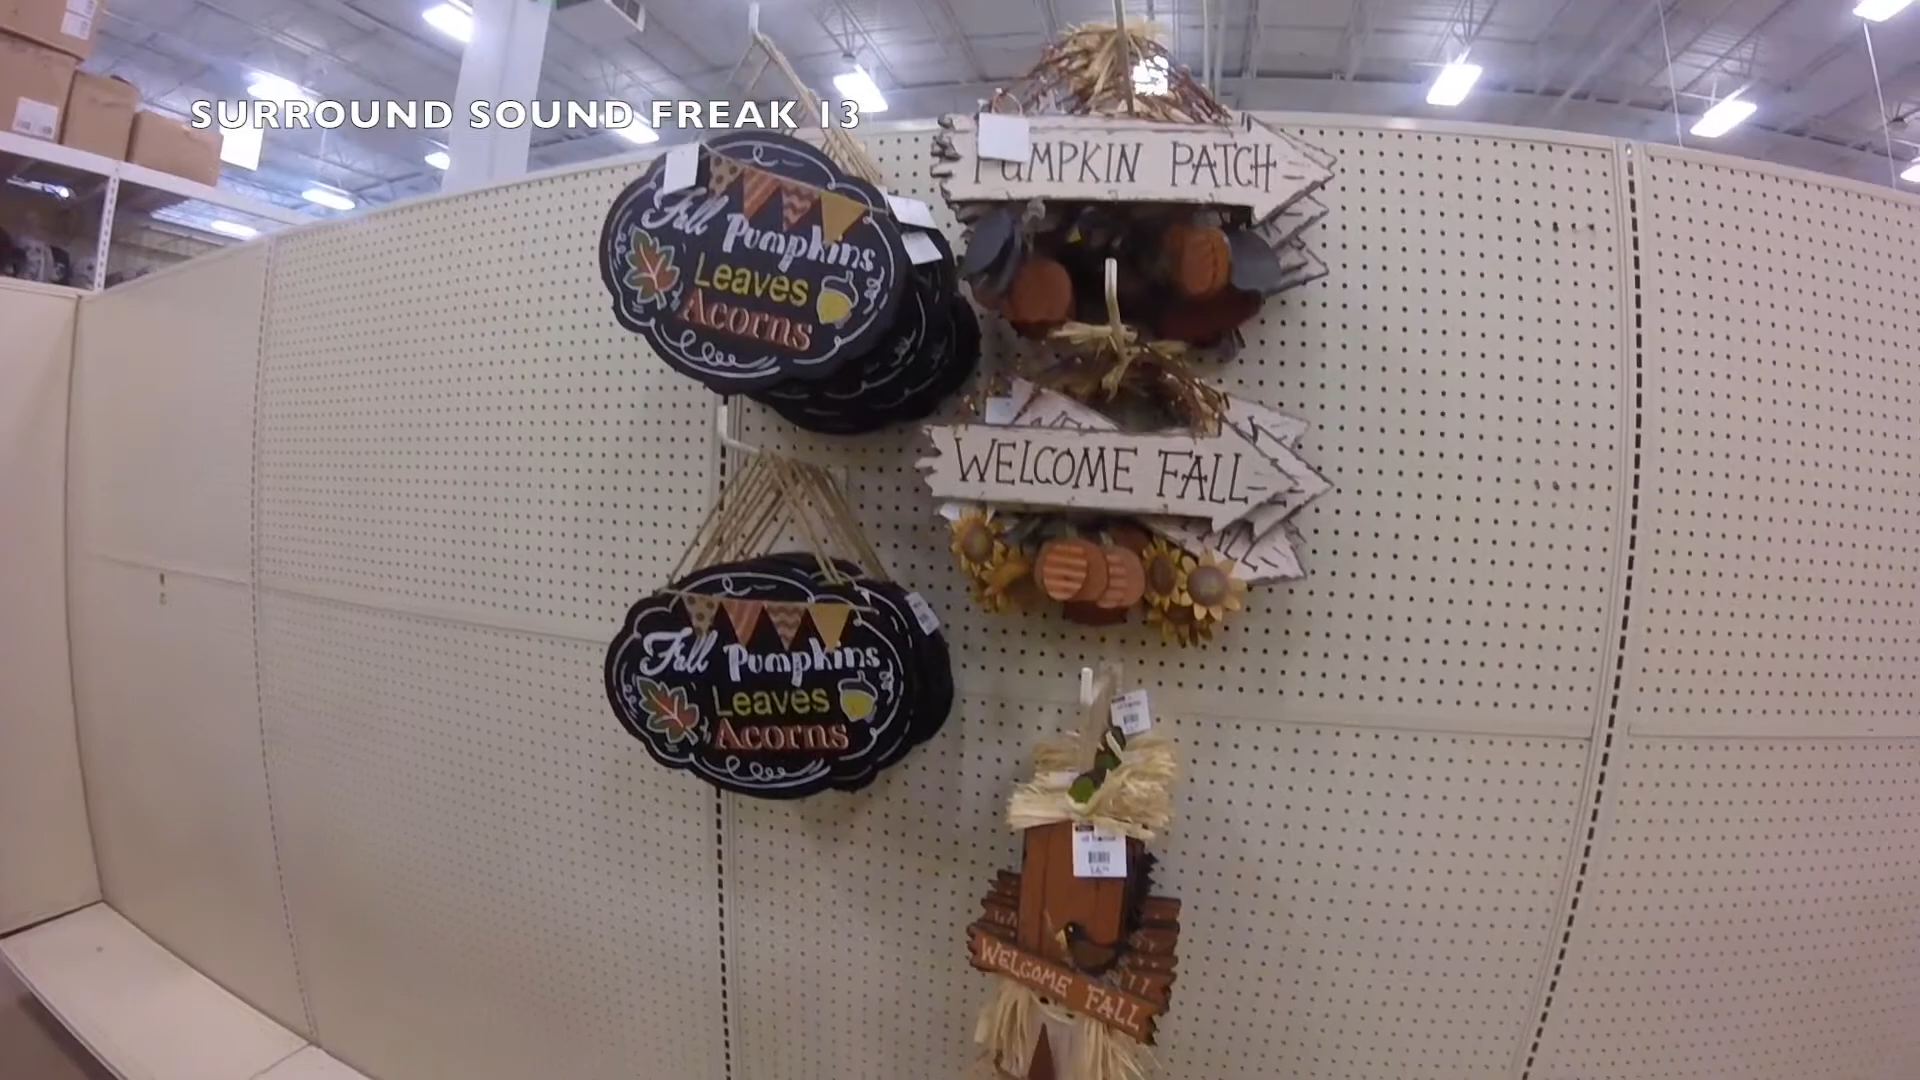 SURROUND SOUND FREAK 13
PUMPKIN PATCH
Fall Pumpkins
Leaves
& Acorns
WELCOME FALL
Fall Pumpkins
Leaves
& Acorns
WELCOME FALL